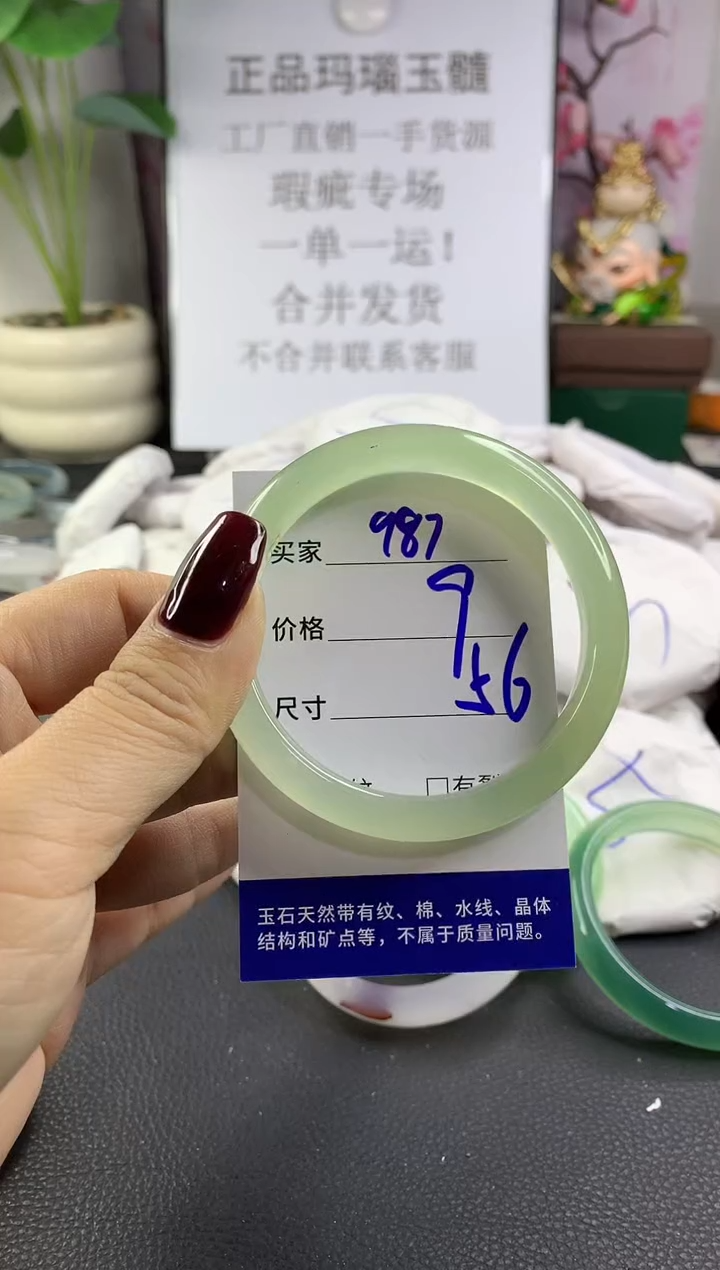 正品玛瑙玉髓
工厂直销一手货源
瑕疵专场
一单一运！
合并发货
不合并联系客服
买家 987
价格 9
尺寸 56
纹 □有裂
玉石天然带有纹、棉、水线、晶体
结构和矿点等，不属于质量问题。